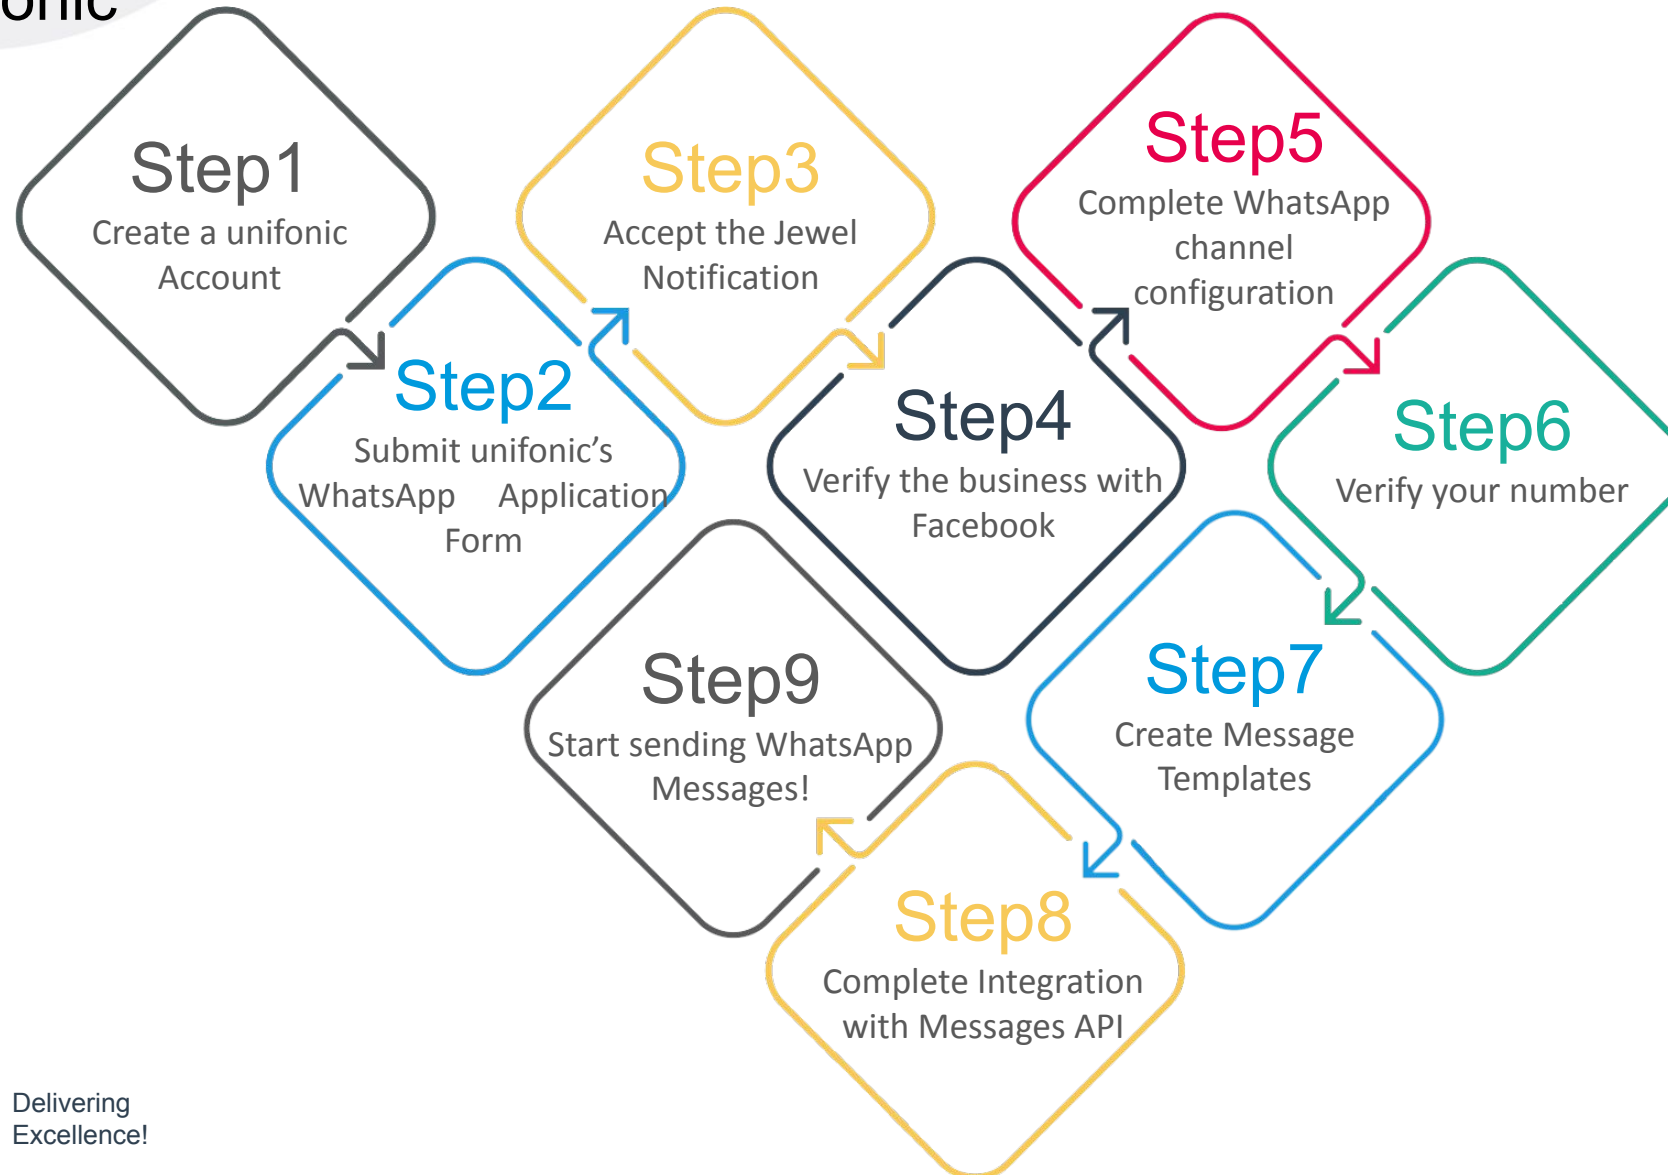 onic
Step1
Create a unifonic
Account
Step2
Submit unifonic’s
WhatsApp Application
Form
Step3
Accept the Jewel
Notification
Step4
Verify the business with
Facebook
Step5
Complete WhatsApp
channel
configuration
Step6
Verify your number
Step7
Create Message
Templates
Step8
Complete Integration
with Messages API
Step9
Start sending WhatsApp
Messages!
Delivering
Excellence!